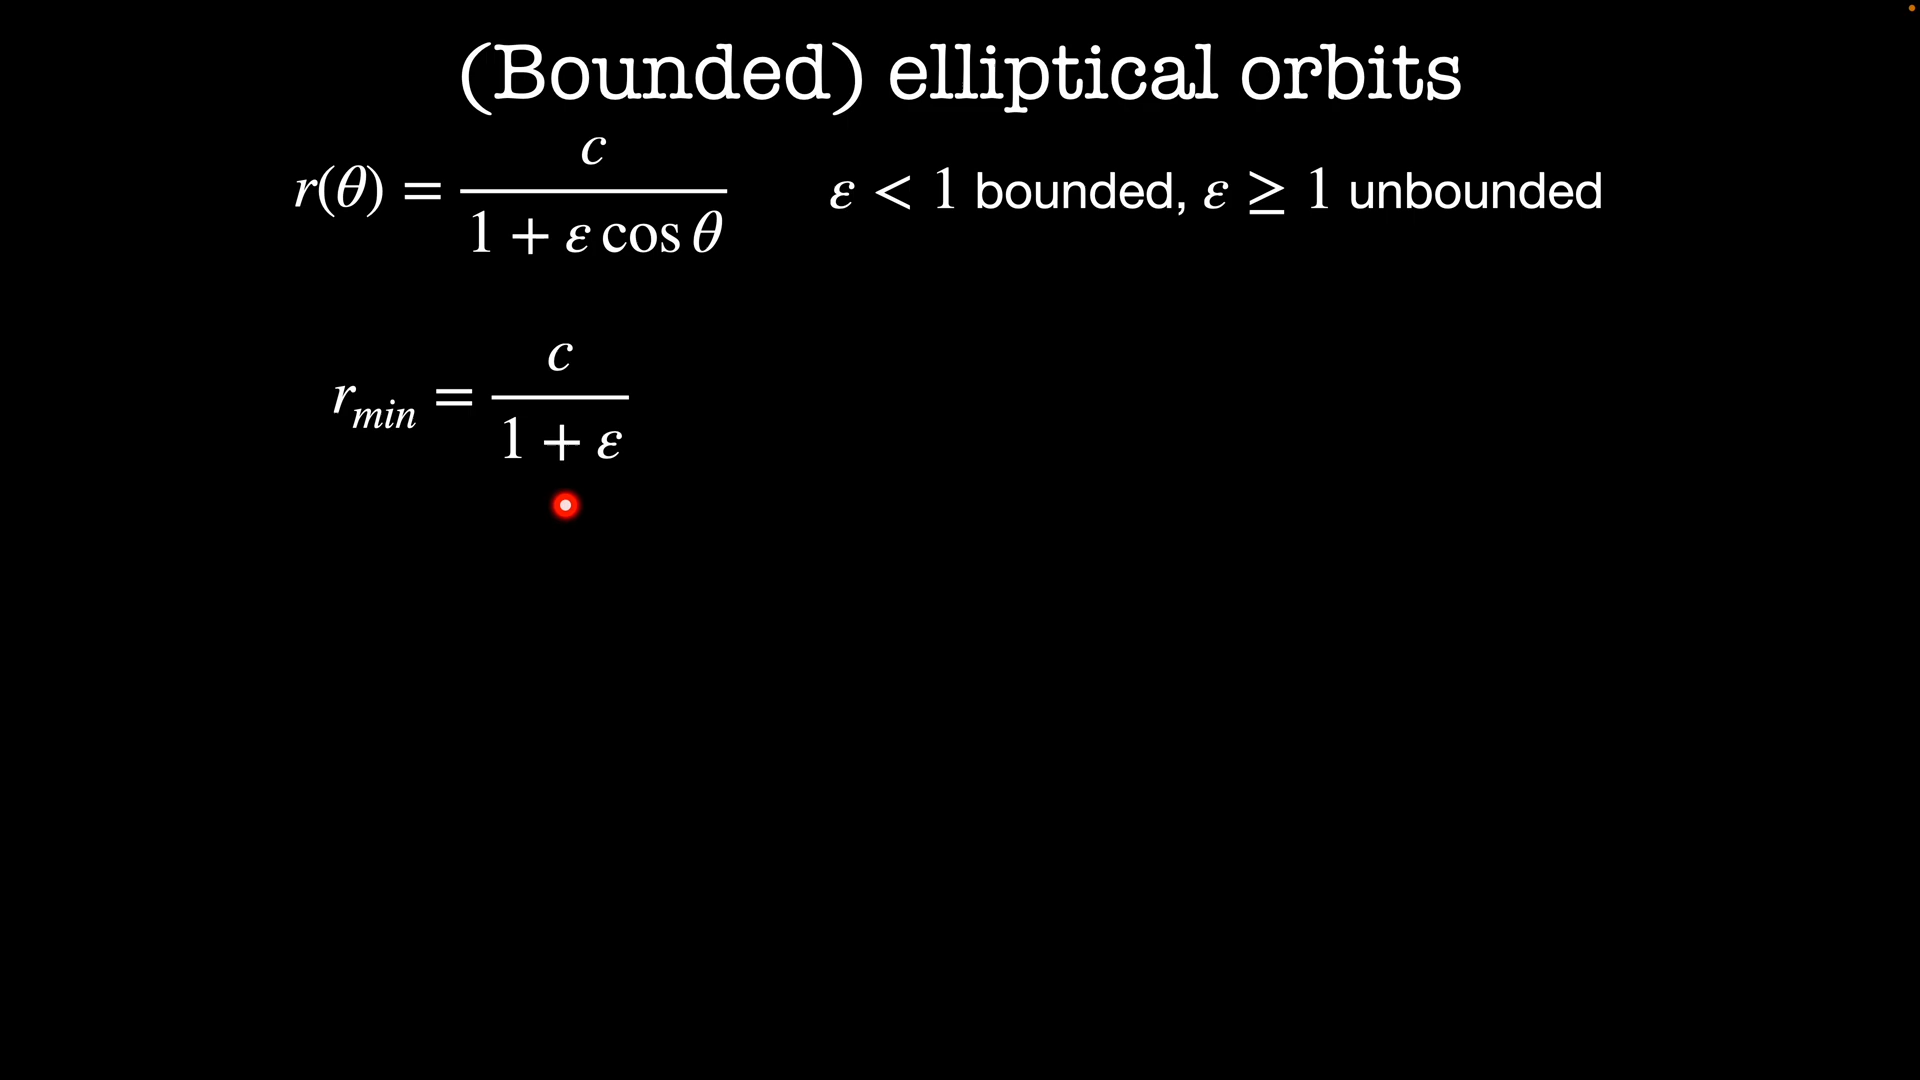 (Bounded) elliptical orbits
r(θ) = c / (1 + ε cos θ)    ε < 1 bounded, ε ≥ 1 unbounded
r_min = c / (1 + ε)